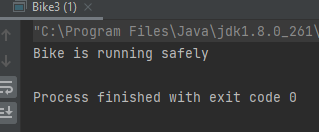 Bike3 (1)
"C:\Program Files\Java\jdk1.8.0_261\
Bike is running safely
Process finished with exit code 0